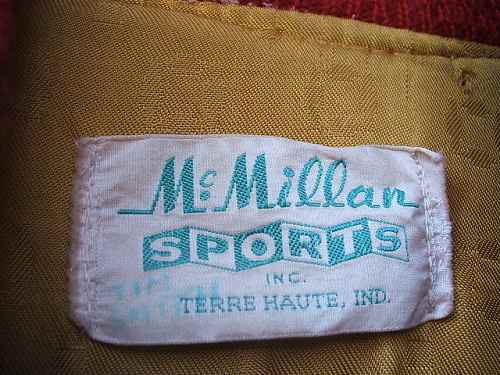 McMillan
SPORTS
INC.
TERRE HAUTE, IND.